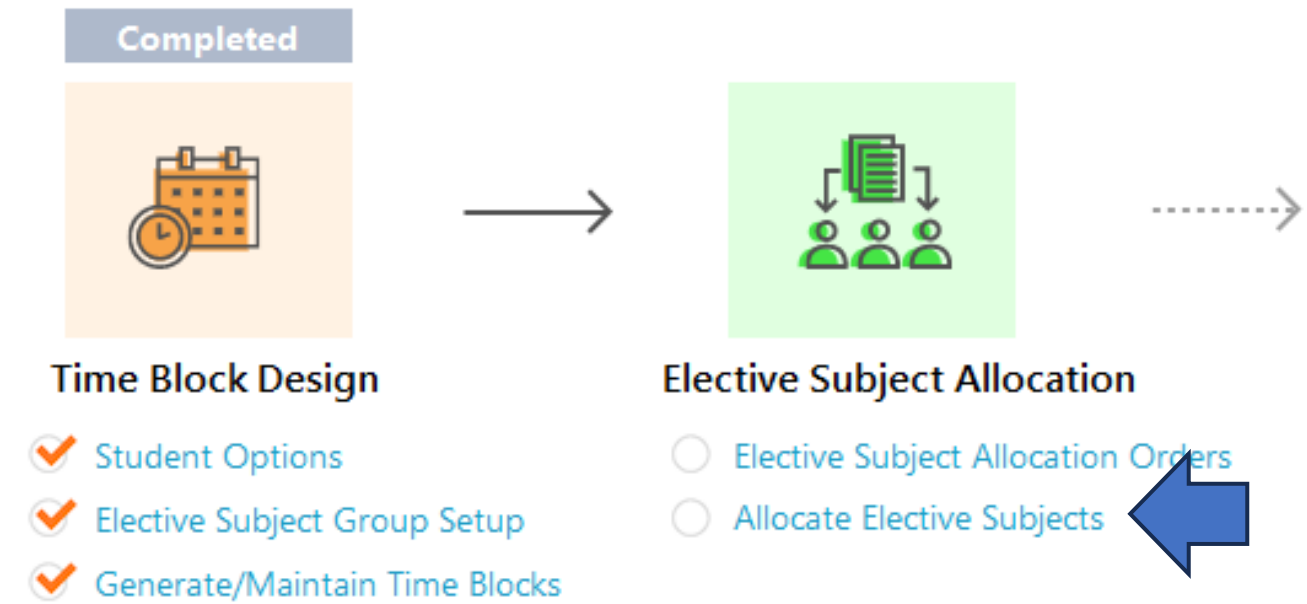 Completed
Time Block Design
Student Options
Elective Subject Group Setup
Generate/Maintain Time Blocks
Elective Subject Allocation
Elective Subject Allocation Orders
Allocate Elective Subjects